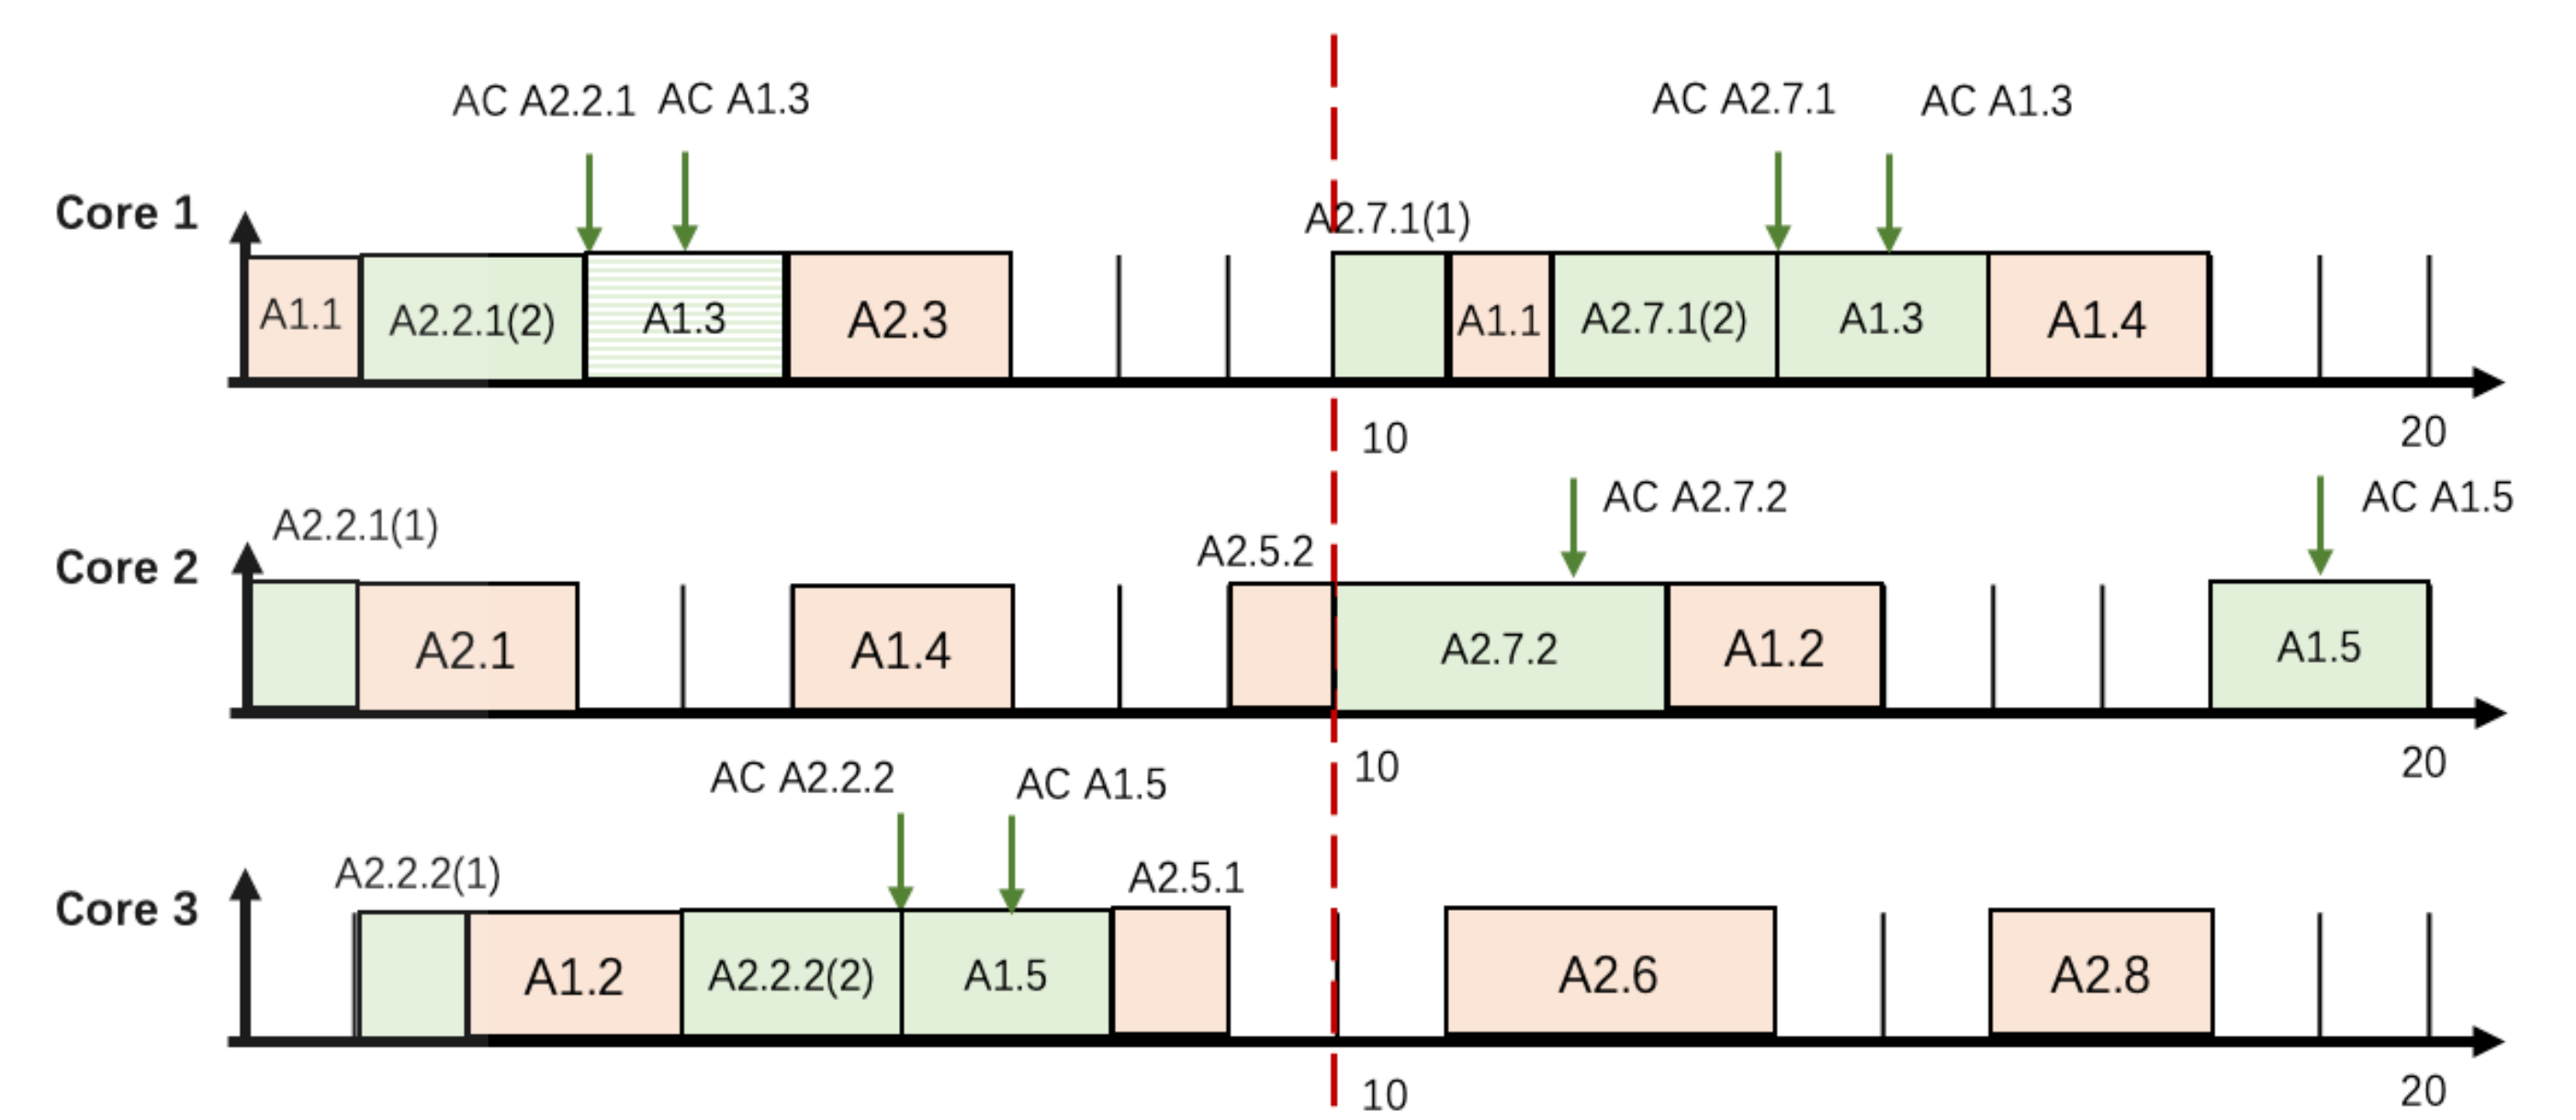 AC A2.2.1 AC A1.3 AC A2.7.1 AC A1.3
Core 1
A2.7.1(1)
A1.1 A2.2.1(2) A1.3 A2.3 A1.1 A2.7.1(2) A1.3 A1.4
10 20
AC A2.7.2 AC A1.5
A2.2.1(1) A2.5.2
Core 2
A2.1 A1.4 A2.7.2 A1.2 A1.5
10 20
AC A2.2.2 AC A1.5
A2.2.2(1) A2.5.1
Core 3
A1.2 A2.2.2(2) A1.5 A2.6 A2.8
10 20